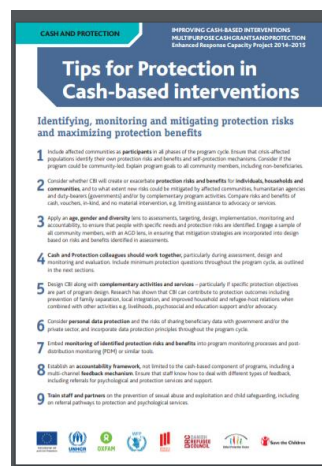 CASH AND PROTECTION
IMPROVING CASH-BASED INTERVENTIONS
MULTIPURPOSE CASH GRANTS AND PROTECTION
Enhanced Response Capacity Project 2014–2015
Tips for Protection in
Cash-based interventions
Identifying, monitoring and mitigating protection risks
and maximizing protection benefits
1 Include affected communities as participants in all phases of the program cycle. Ensure that crisis-affected
populations identify their own protection risks and benefits and self-protection mechanisms. Consider if the
program could be community-led. Explain program goals to all community members, including non-beneficiaries.
2 Consider whether CBI will create or exacerbate protection risks and benefits for individuals, households and
communities, and to what extent new risks could be mitigated by affected communities, humanitarian agencies
and duty-bearers (governments) and/or by complementary program activities. Compare risks and benefits of
cash, vouchers, in-kind, and no material intervention, e.g. limiting assistance to advocacy or services.
3 Apply an age, gender and diversity lens to assessments, targeting, design, implementation, monitoring and
accountability, to ensure that people with specific needs and protection risks are identified. Engage a sample of
all community members, with an AGD lens, in ensuring that mitigation strategies are incorporated into design
based on risks and benefits identified in assessments.
4 Cash and Protection colleagues should work together, particularly during assessment, design and
monitoring and evaluation. Include minimum protection questions throughout the program cycle, as outlined
in the next sections.
5 Design CBI along with complementary activities and services – particularly if specific protection objectives
are part of program design. Research has shown that CBI can contribute to protection outcomes including
prevention of family separation, local integration, and improved household and refugee-host relations when
combined with other activities e.g. livelihoods, psychosocial and education support and/or advocacy.
6 Consider personal data protection and the risks of sharing beneficiary data with government and/or the
private sector, and incorporate data protection principles throughout the program cycle.
7 Embed monitoring of identified protection risks and benefits into program monitoring processes and post-
distribution monitoring (PDM) or similar tools.
8 Establish an accountability framework, not limited to the cash-based component of programs, including a
multi-channel feedback mechanism. Ensure that staff know how to deal with different types of feedback,
including referrals for psychological and protection services and support.
9 Train staff and partners on the prevention of sexual abuse and exploitation and child safeguarding, including
on referral pathways to protection and psychological services.
UNHCR
OXFAM
WFP
DANISH
REFUGEE
COUNCIL
Save the Children